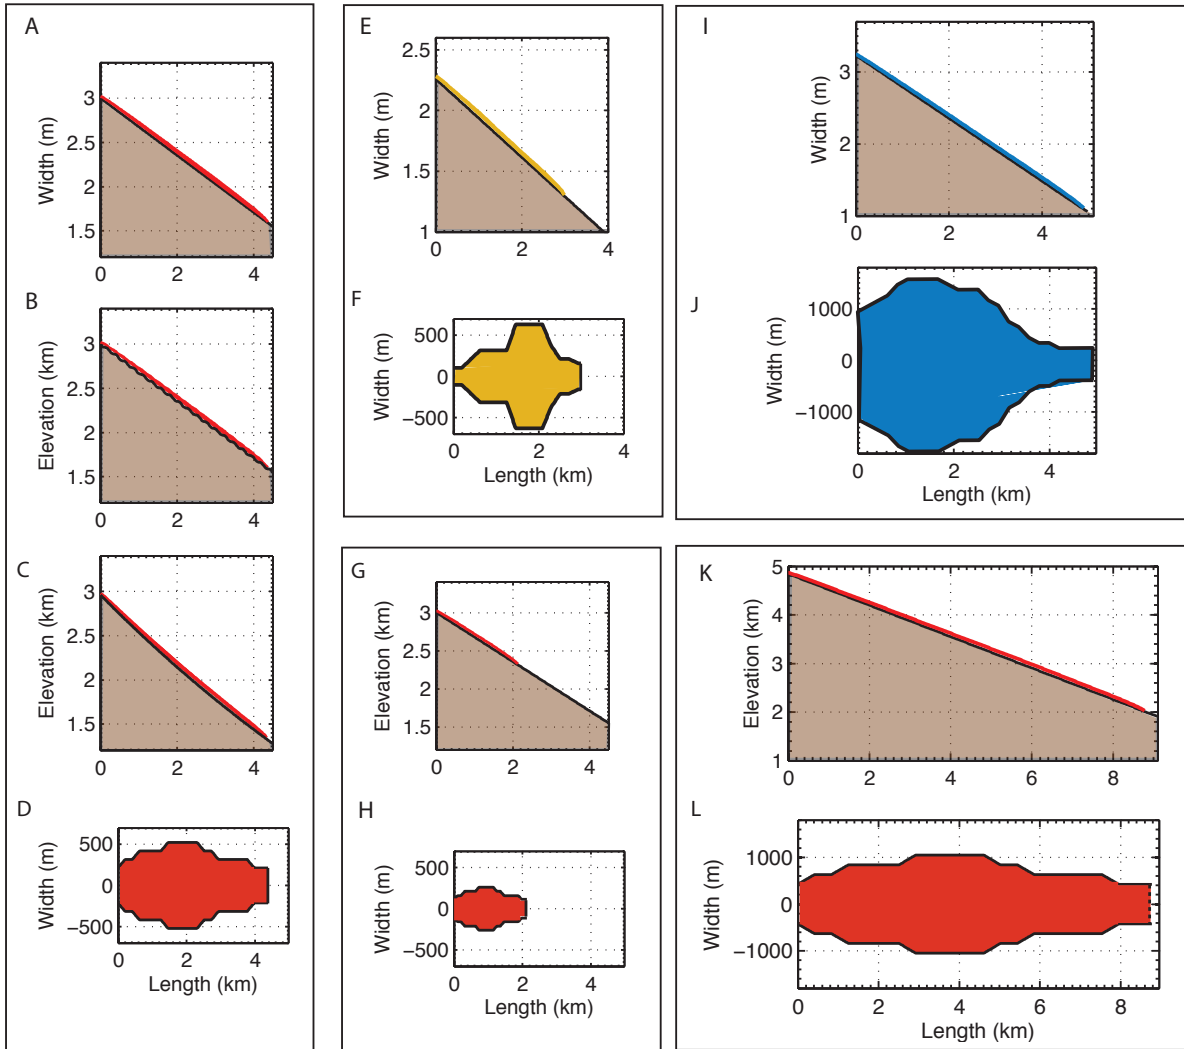 A
Width (m)
3
2.5
2
1.5
0 2 4
B
Elevation (km)
3
2.5
2
1.5
0 2 4
C
Elevation (km)
3
2.5
2
1.5
0 2 4
D
Width (m)
500
0
−500
0 2 4
Length (km)
E
Width (m)
2.5
2
1.5
1
0 2 4
F
Width (m)
500
0
−500
0 2 4
Length (km)
G
Elevation (km)
3
2.5
2
1.5
0 2 4
H
Width (m)
500
0
−500
0 2 4
Length (km)
I
Width (m)
3
2
1
0 2 4
J
Width (m)
1000
0
−1000
0 2 4
Length (km)
K
Elevation (km)
5
4
3
2
1
0 2 4 6 8
L
Width (m)
1000
0
−1000
0 2 4 6 8
Length (km)